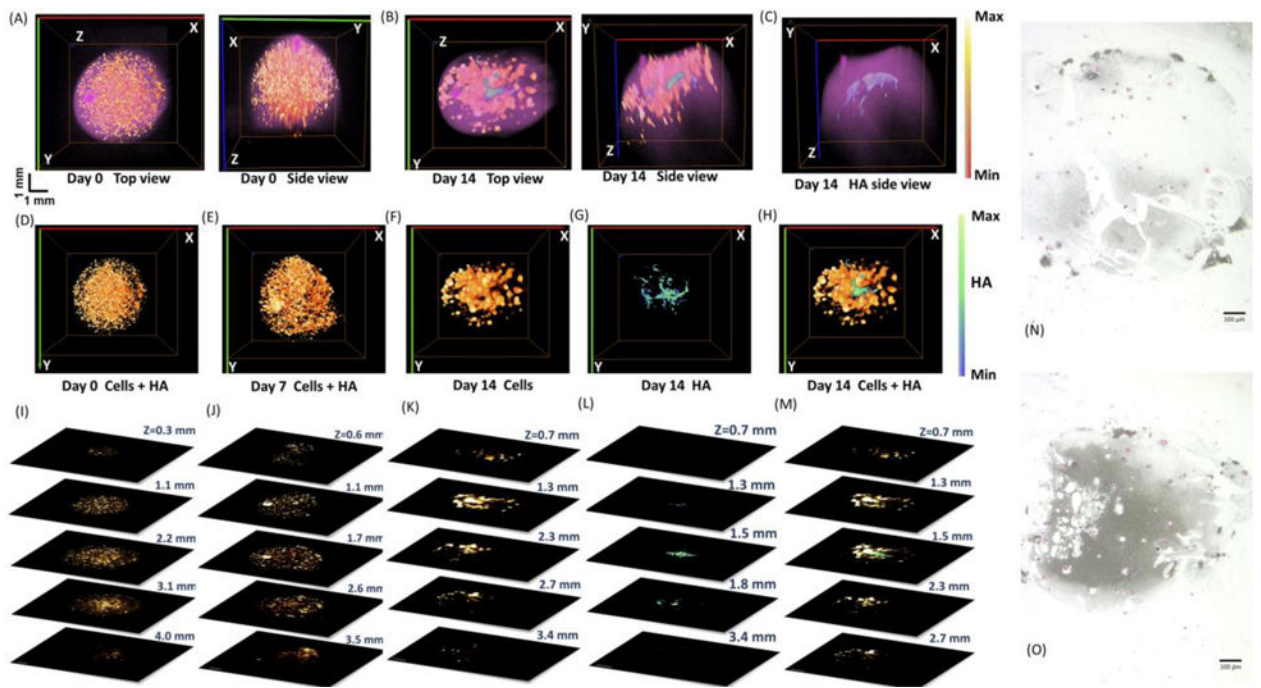 (A)
Z
X
Y
Day 0 Top view
1 mm
1 mm
Y
X
Z
Day 0 Side view
(B)
Z
X
Y
Day 14 Top view
Y
X
Z
Day 14 Side view
(C)
Y
X
Z
Day 14 HA side view
Max
Min
(D)
X
Y
Day 0 Cells + HA
(E)
X
Y
Day 7 Cells + HA
(F)
X
Y
Day 14 Cells
(G)
X
Y
Day 14 HA
(H)
X
Y
Day 14 Cells + HA
Max
HA
Min
(I)
Z=0.3 mm
1.1 mm
2.2 mm
3.1 mm
4.0 mm
(J)
Z=0.6 mm
1.1 mm
1.7 mm
2.6 mm
3.5 mm
(K)
Z=0.7 mm
1.3 mm
2.3 mm
2.7 mm
3.4 mm
(L)
Z=0.7 mm
1.3 mm
1.5 mm
1.8 mm
3.4 mm
(M)
Z=0.7 mm
1.3 mm
1.5 mm
2.3 mm
2.7 mm
(N)
100 µm
(O)
100 µm